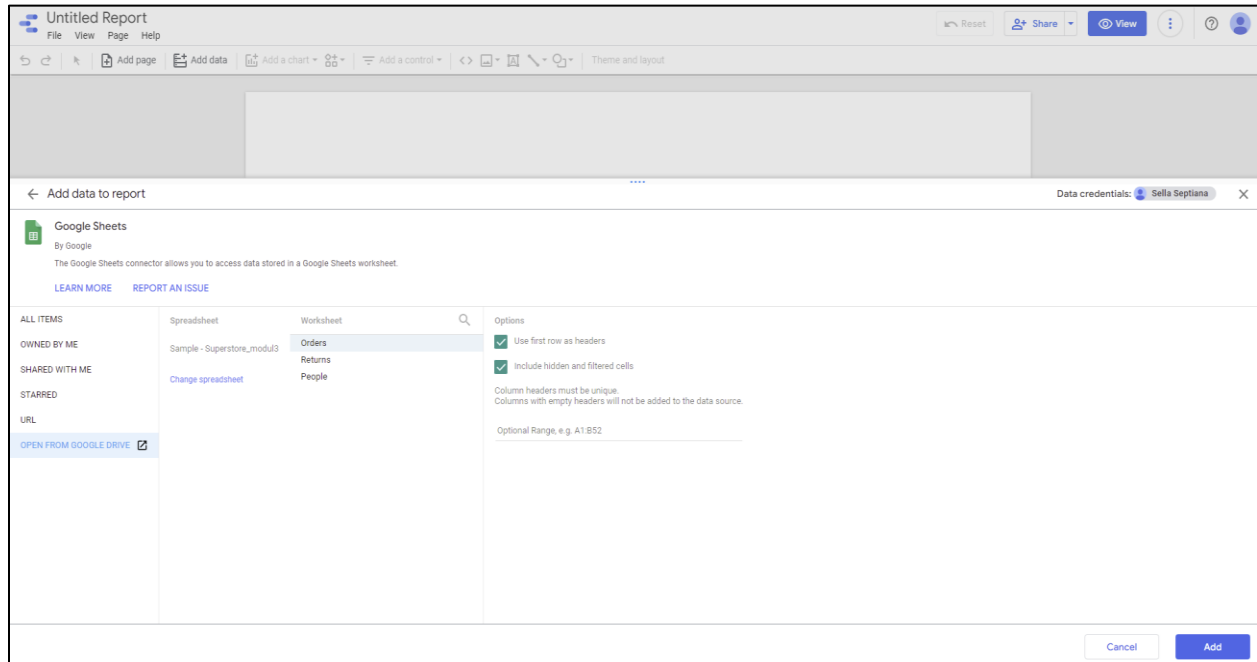 Untitled Report
File View Page Help
Reset
Share
View
Add page
Add data
Add a chart
Add a control
Theme and layout
Add data to report
Data credentials: Sella Septiana
Google Sheets
By Google
The Google Sheets connector allows you to access data stored in a Google Sheets worksheet.
LEARN MORE REPORT AN ISSUE
ALL ITEMS
OWNED BY ME
SHARED WITH ME
STARRED
URL
OPEN FROM GOOGLE DRIVE
Spreadsheet
Sample - Superstore_modul3
Change spreadsheet
Worksheet
Orders
Returns
People
Options
Use first row as headers
Include hidden and filtered cells
Column headers must be unique.
Columns with empty headers will not be added to the data source.
Optional Range, e.g. A1:B52
Cancel
Add